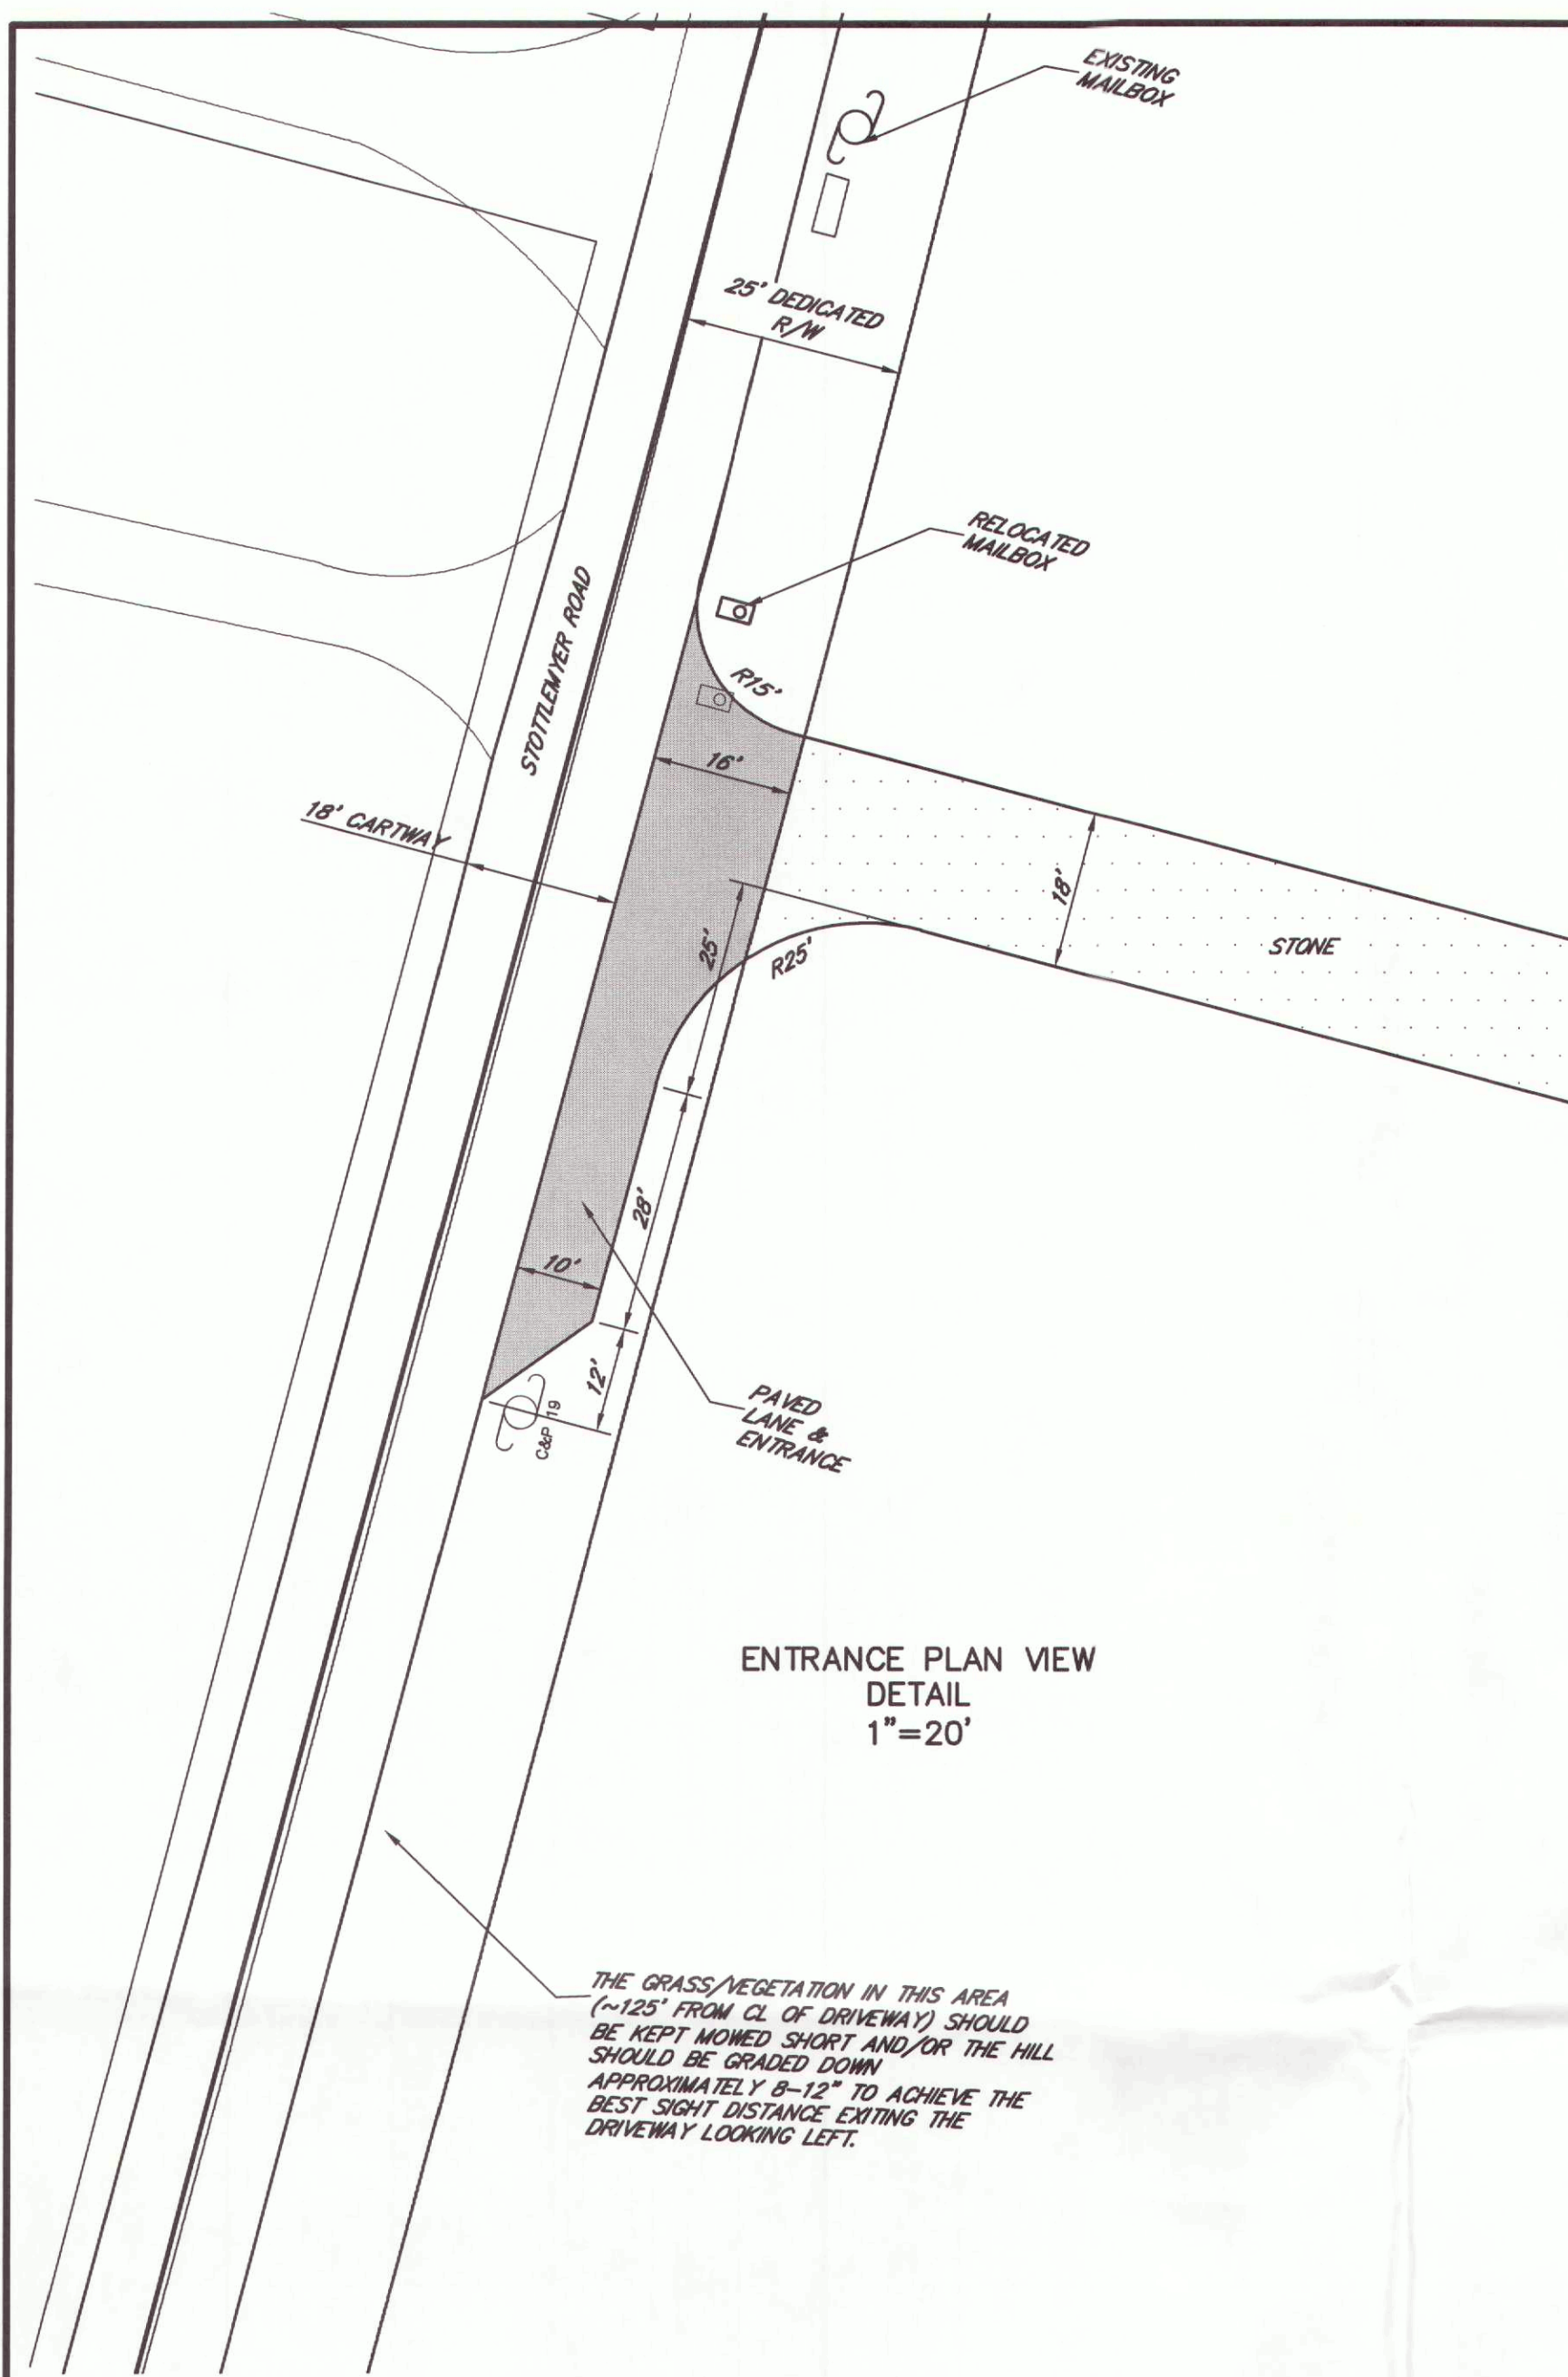 EXISTING
MAILBOX
25' DEDICATED
R/W
RELOCATED
MAILBOX
STOTTLEMYER ROAD
R15'
16'
18' CARTWAY
18'
STONE
25'
R25'
28'
10'
12'
C&P 19
PAVED
LANE &
ENTRANCE
ENTRANCE PLAN VIEW
DETAIL
1"=20'
THE GRASS/VEGETATION IN THIS AREA
(~125' FROM CL OF DRIVEWAY) SHOULD
BE KEPT MOWED SHORT AND/OR THE HILL
SHOULD BE GRADED DOWN
APPROXIMATELY 8-12" TO ACHIEVE THE
BEST SIGHT DISTANCE EXITING THE
DRIVEWAY LOOKING LEFT.